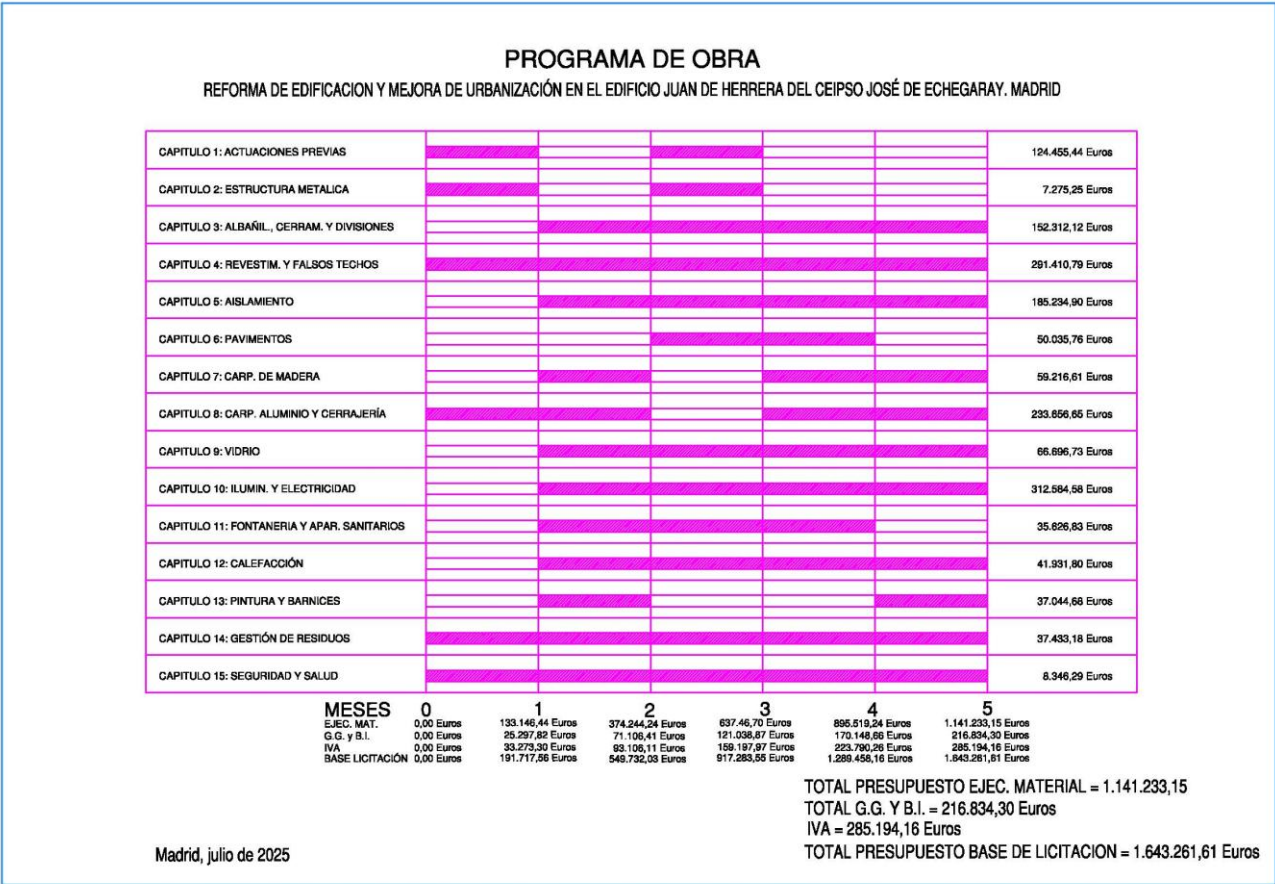 PROGRAMA DE OBRA
REFORMA DE EDIFICACION Y MEJORA DE URBANIZACIÓN EN EL EDIFICIO JUAN DE HERRERA DEL CEIPSO JOSÉ DE ECHEGARAY. MADRID
CAPITULO 1: ACTUACIONES PREVIAS 124.455,44 Euros
CAPITULO 2: ESTRUCTURA METALICA 7.275,25 Euros
CAPITULO 3: ALBAÑIL., CERRAM. Y DIVISIONES 152.312,12 Euros
CAPITULO 4: REVESTIM. Y FALSOS TECHOS 291.410,79 Euros
CAPITULO 5: AISLAMIENTO 185.234,90 Euros
CAPITULO 6: PAVIMENTOS 50.035,76 Euros
CAPITULO 7: CARP. DE MADERA 59.216,61 Euros
CAPITULO 8: CARP. ALUMINIO Y CERRAJERÍA 233.656,65 Euros
CAPITULO 9: VIDRIO 66.696,73 Euros
CAPITULO 10: ILUMIN. Y ELECTRICIDAD 312.584,58 Euros
CAPITULO 11: FONTANERIA Y APAR. SANITARIOS 35.626,83 Euros
CAPITULO 12: CALEFACCIÓN 41.931,80 Euros
CAPITULO 13: PINTURA Y BARNICES 37.044,68 Euros
CAPITULO 14: GESTIÓN DE RESIDUOS 37.433,18 Euros
CAPITULO 15: SEGURIDAD Y SALUD 8.346,29 Euros
MESES 0 1 2 3 4 5
EJEC. MAT. 0,00 Euros 133.146,44 Euros 374.244,24 Euros 637.46,70 Euros 895.519,24 Euros 1.141.233,15 Euros
G.G. y B.I. 0,00 Euros 25.297,82 Euros 71.106,41 Euros 121.038,87 Euros 170.148,66 Euros 216.834,30 Euros
IVA 0,00 Euros 33.273,30 Euros 93.106,11 Euros 159.197,97 Euros 223.790,26 Euros 285.194,16 Euros
BASE LICITACIÓN 0,00 Euros 191.717,56 Euros 549.732,03 Euros 917.283,55 Euros 1.289.458,16 Euros 1.643.261,61 Euros
TOTAL PRESUPUESTO EJEC. MATERIAL = 1.141.233,15
TOTAL G.G. Y B.I. = 216.834,30 Euros
IVA = 285.194,16 Euros
TOTAL PRESUPUESTO BASE DE LICITACION = 1.643.261,61 Euros
Madrid, julio de 2025